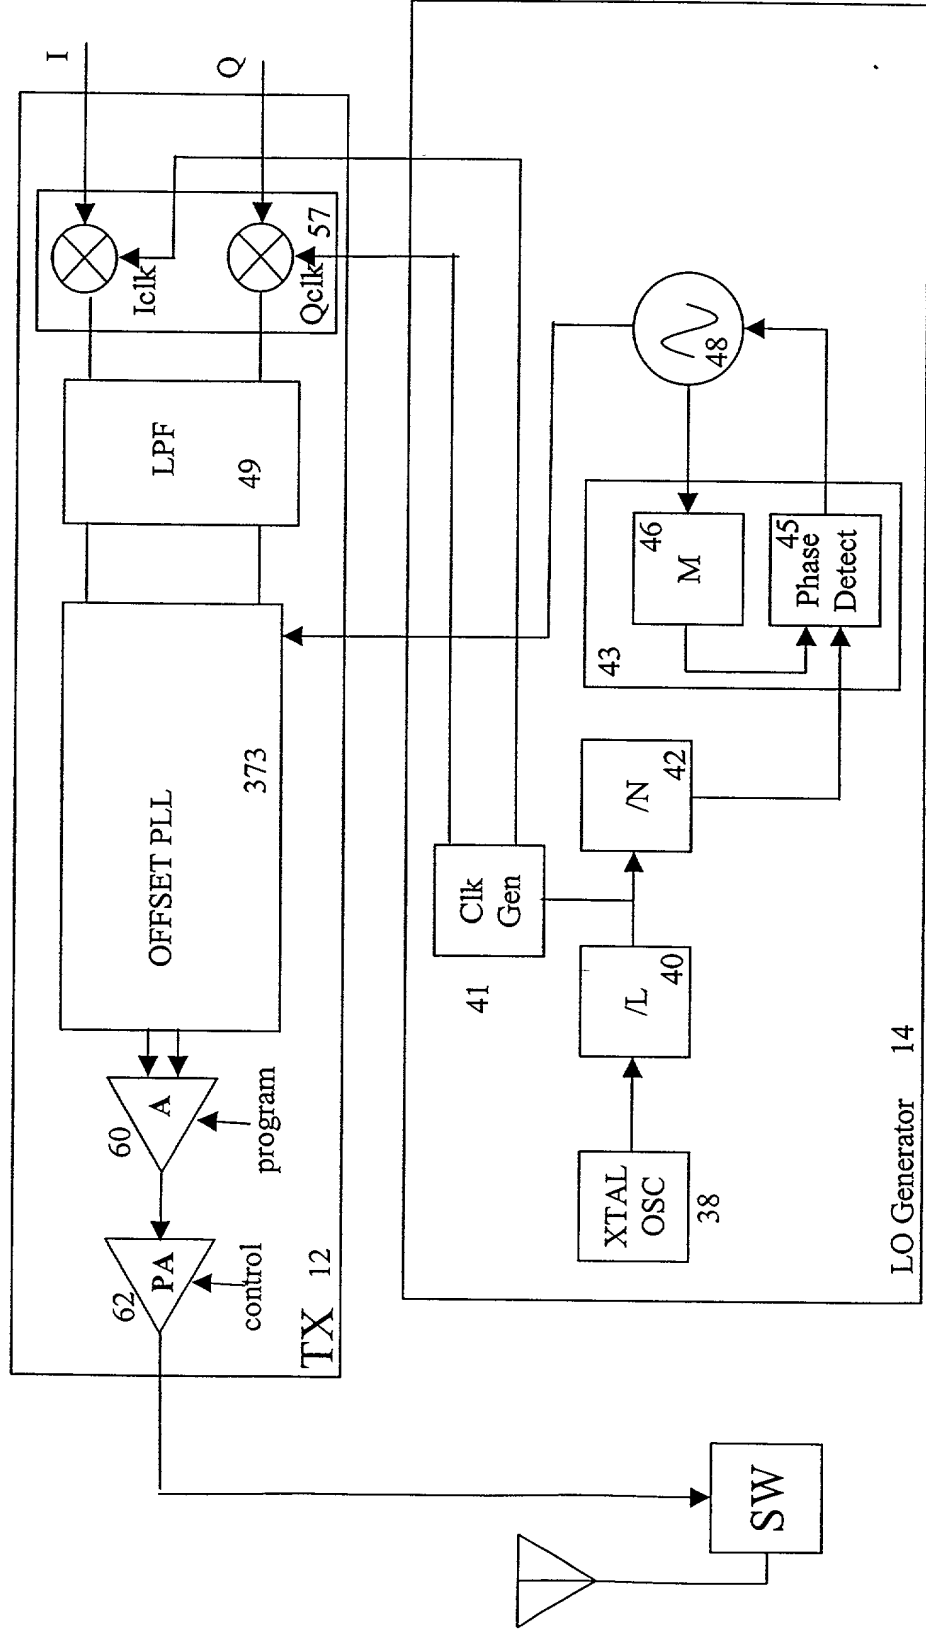 I
Q
Iclk
Qclk
57
LPF
49
OFFSET PLL
373
A
60
program
PA
62
control
TX
12
SW
XTAL
OSC
38
/L
40
Clk
Gen
41
/N
42
43
M
46
45
Phase
Detect
48
LO Generator
14